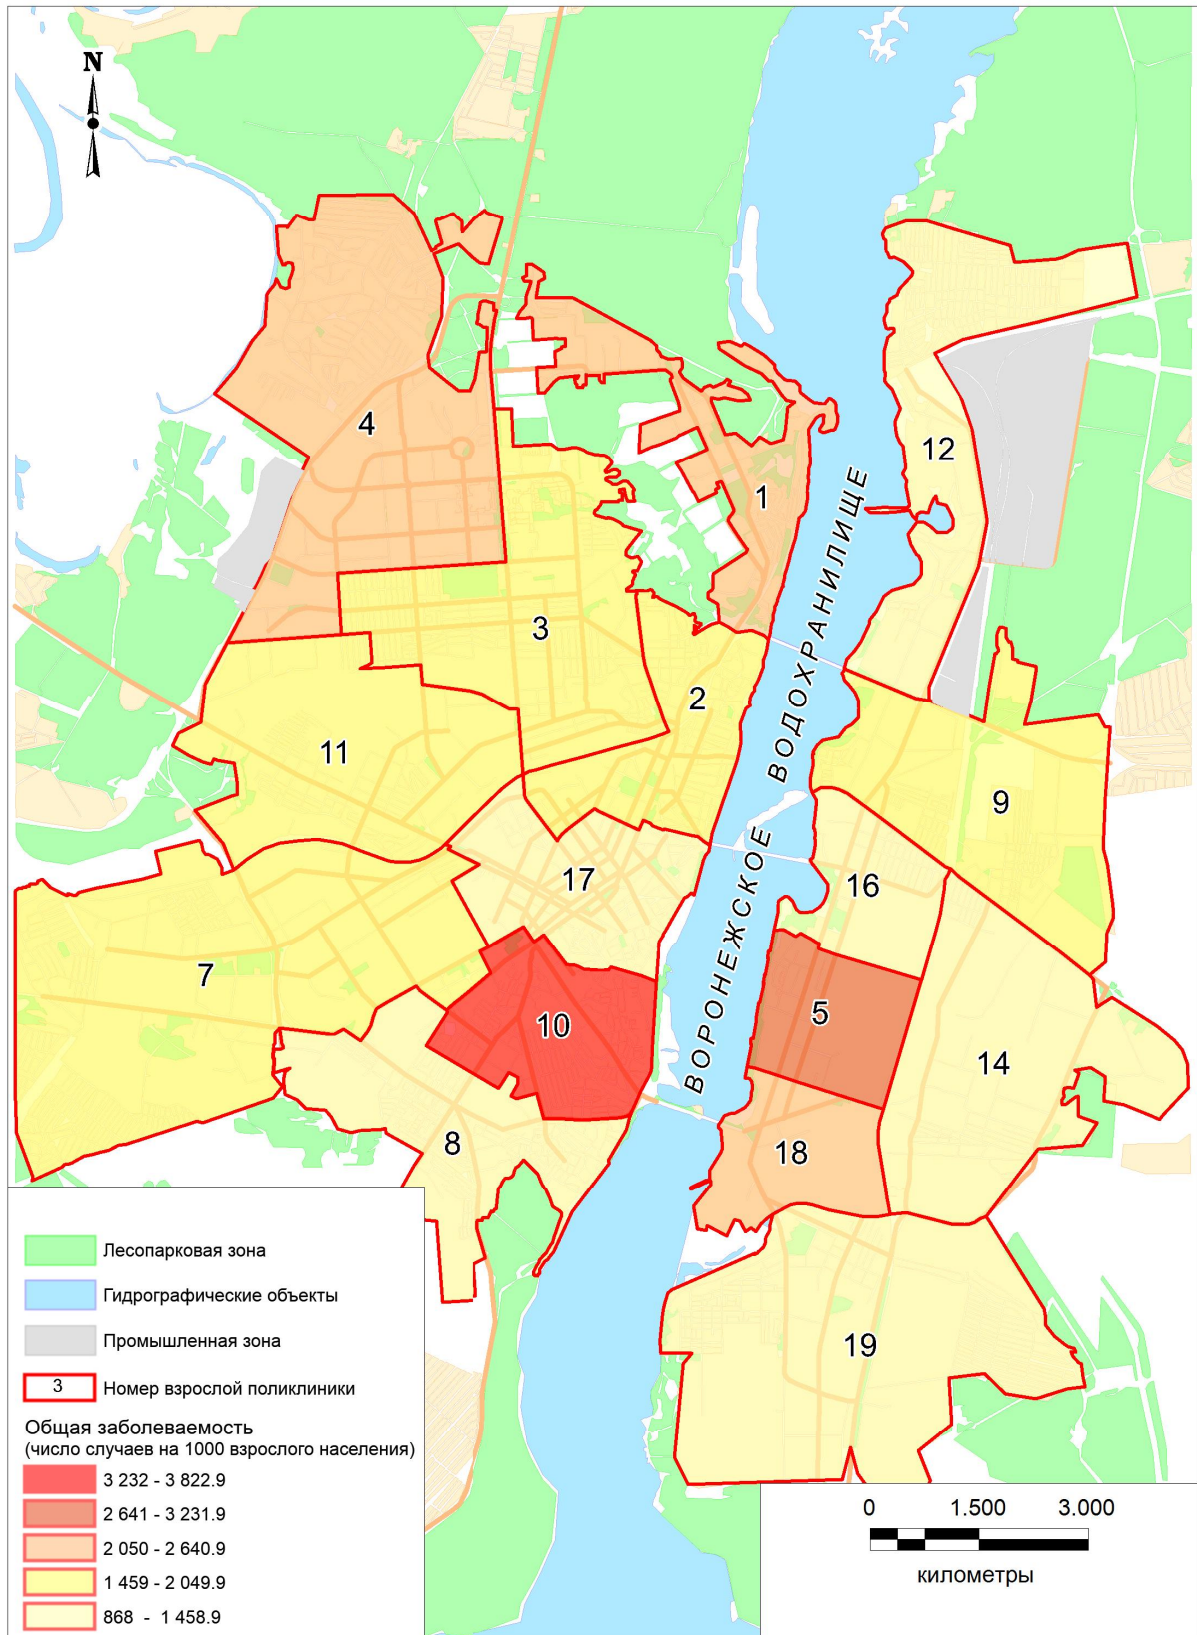 N
4
12
1
3
2
11
9
17
16
7
10
5
14
8
18
19
ВОРОНЕЖСКОЕ ВОДОХРАНИЛИЩЕ
Лесопарковая зона
Гидрографические объекты
Промышленная зона
3 Номер взрослой поликлиники
Общая заболеваемость
(число случаев на 1000 взрослого населения)
3 232 - 3 822.9
2 641 - 3 231.9
2 050 - 2 640.9
1 459 - 2 049.9
868 - 1 458.9
0 1.500 3.000
километры